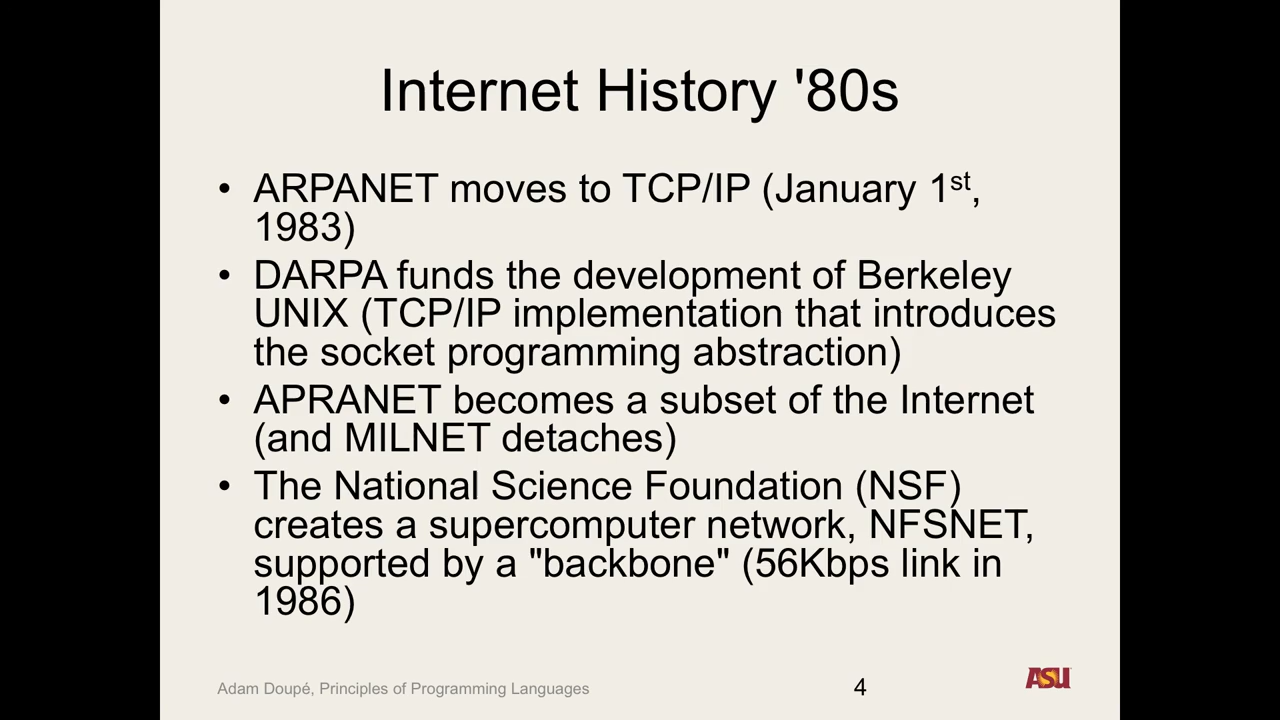 Internet History '80s
• ARPANET moves to TCP/IP (January 1st,
1983)
• DARPA funds the development of Berkeley
UNIX (TCP/IP implementation that introduces
the socket programming abstraction)
• APRANET becomes a subset of the Internet
(and MILNET detaches)
• The National Science Foundation (NSF)
creates a supercomputer network, NFSNET,
supported by a "backbone" (56Kbps link in
1986)
Adam Doupé, Principles of Programming Languages
4
ASU